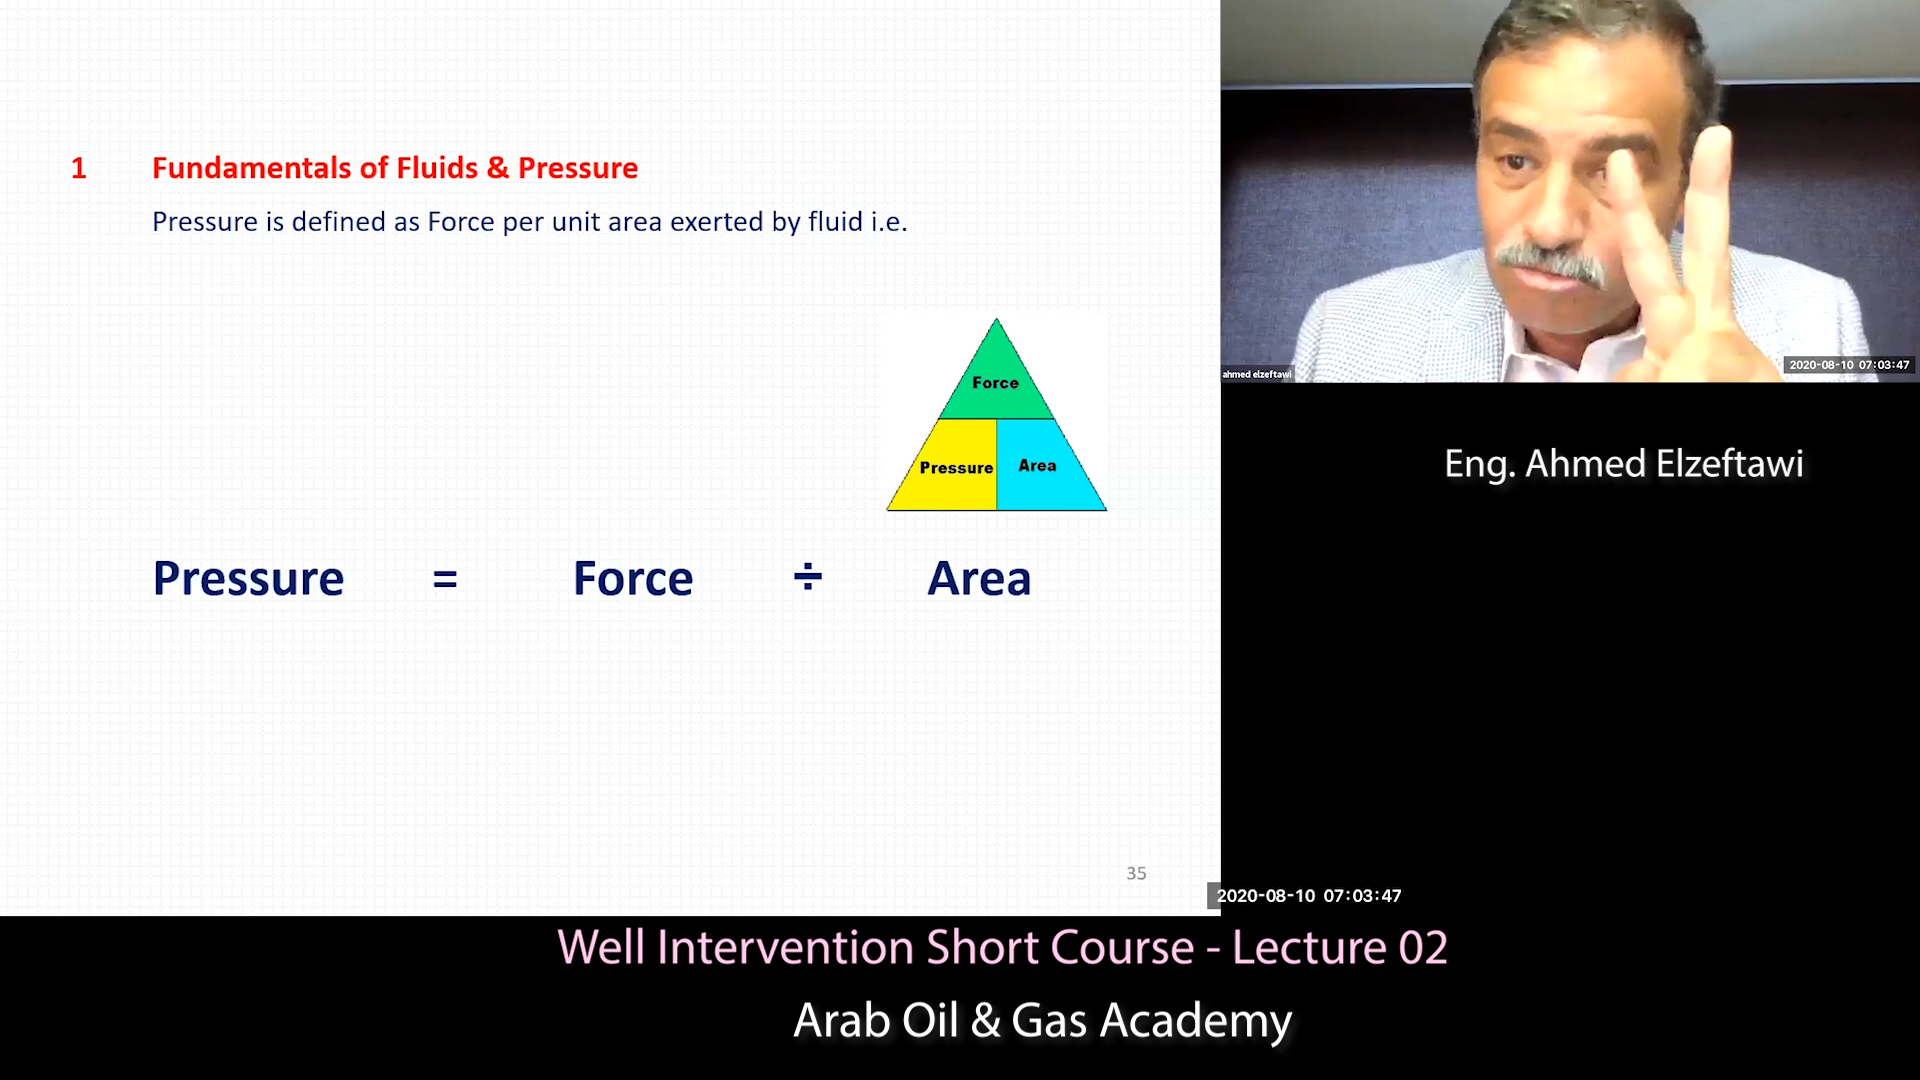 1 Fundamentals of Fluids & Pressure
Pressure is defined as Force per unit area exerted by fluid i.e.
Force
Pressure Area
Pressure = Force ÷ Area
35
2020-08-10 07:03:47
ahmed elzeftawi
2020-08-10 07:03:47
Eng. Ahmed Elzeftawi
Well Intervention Short Course - Lecture 02
Arab Oil & Gas Academy